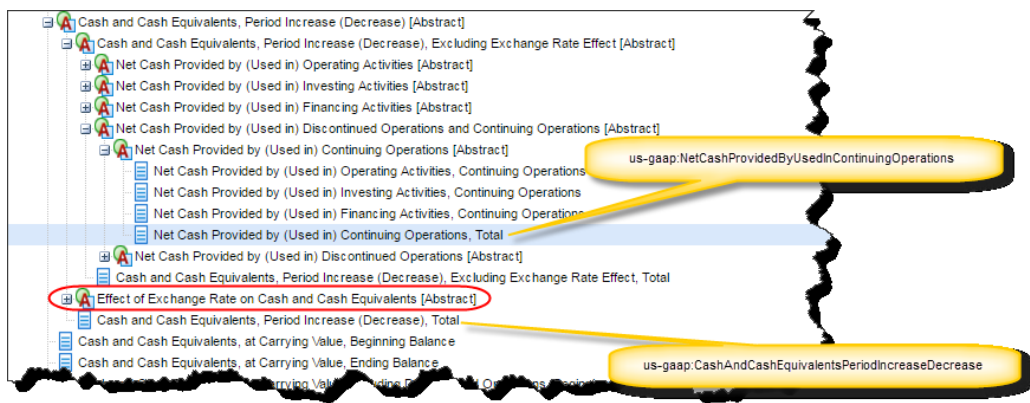 Cash and Cash Equivalents, Period Increase (Decrease) [Abstract]
Cash and Cash Equivalents, Period Increase (Decrease), Excluding Exchange Rate Effect [Abstract]
Net Cash Provided by (Used in) Operating Activities [Abstract]
Net Cash Provided by (Used in) Investing Activities [Abstract]
Net Cash Provided by (Used in) Financing Activities [Abstract]
Net Cash Provided by (Used in) Discontinued Operations and Continuing Operations [Abstract]
Net Cash Provided by (Used in) Continuing Operations [Abstract]
us-gaap:NetCashProvidedByUsedInContinuingOperations
Net Cash Provided by (Used in) Operating Activities, Continuing Operations
Net Cash Provided by (Used in) Investing Activities, Continuing Operations
Net Cash Provided by (Used in) Financing Activities, Continuing Operations
Net Cash Provided by (Used in) Continuing Operations, Total
Net Cash Provided by (Used in) Discontinued Operations [Abstract]
Cash and Cash Equivalents, Period Increase (Decrease), Excluding Exchange Rate Effect, Total
Effect of Exchange Rate on Cash and Cash Equivalents [Abstract]
Cash and Cash Equivalents, Period Increase (Decrease), Total
Cash and Cash Equivalents, at Carrying Value, Beginning Balance
Cash and Cash Equivalents, at Carrying Value, Ending Balance
us-gaap:CashAndCashEquivalentsPeriodIncreaseDecrease